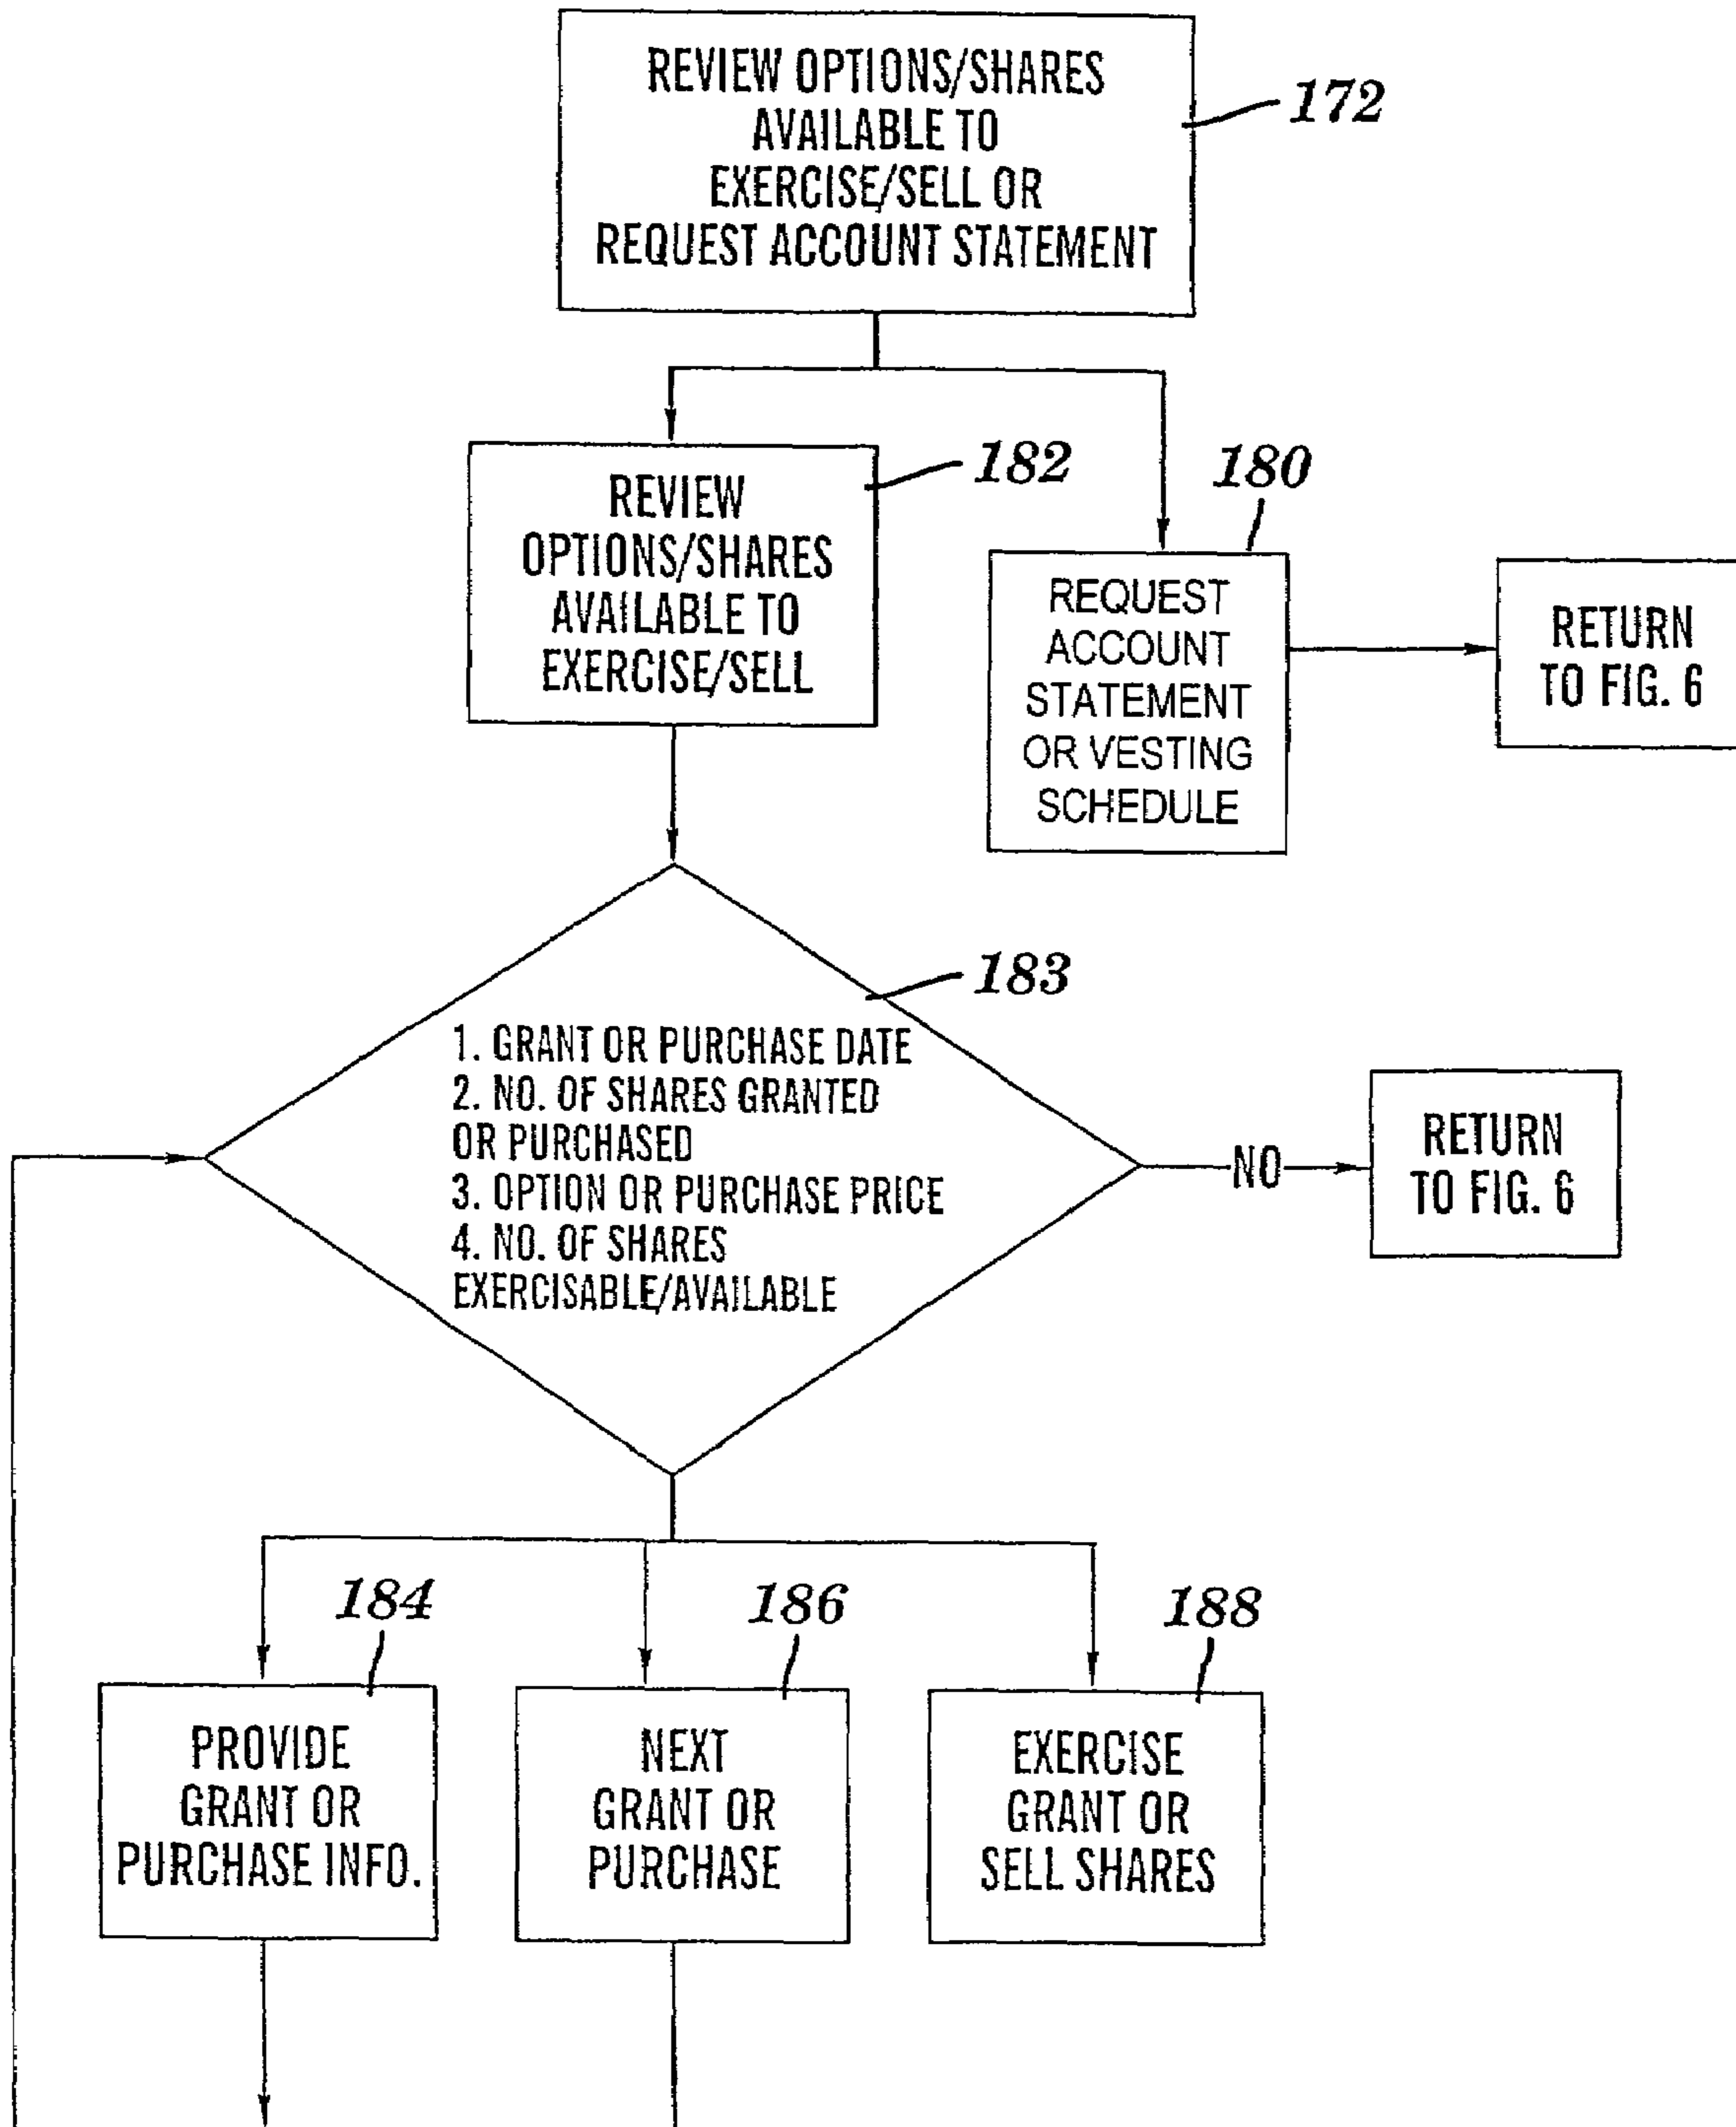 REVIEW OPTIONS/SHARES
AVAILABLE TO
EXERCISE/SELL OR
REQUEST ACCOUNT STATEMENT
172
REVIEW
OPTIONS/SHARES
AVAILABLE TO
EXERCISE/SELL
182
180
REQUEST
ACCOUNT
STATEMENT
OR VESTING
SCHEDULE
RETURN
TO FIG. 6
183
1. GRANT OR PURCHASE DATE
2. NO. OF SHARES GRANTED
OR PURCHASED
3. OPTION OR PURCHASE PRICE
4. NO. OF SHARES
EXERCISABLE/AVAILABLE
NO
RETURN
TO FIG. 6
184
PROVIDE
GRANT OR
PURCHASE INFO.
186
NEXT
GRANT OR
PURCHASE
188
EXERCISE
GRANT OR
SELL SHARES